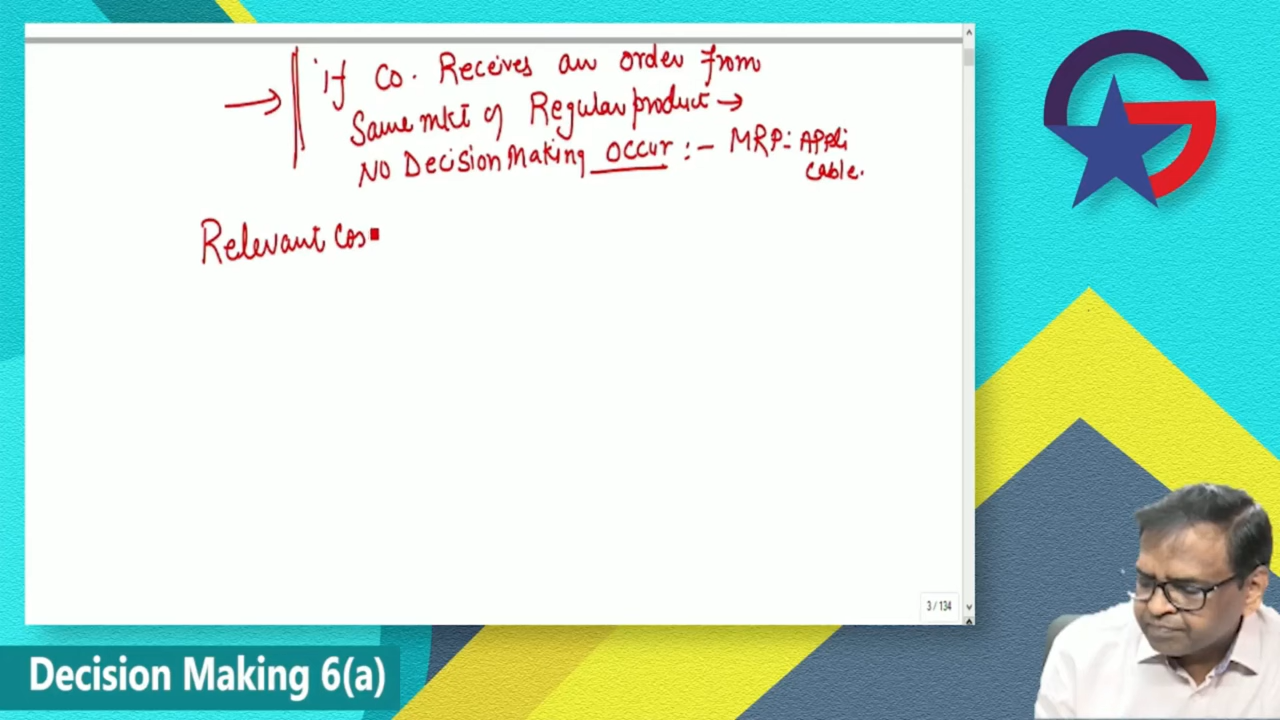 if Co. Receives an order from
Same mkt of Regular product →
NO Decision Making occur :- MRP- Appli
cable.
Relevant Cos
3 / 134
Decision Making 6(a)